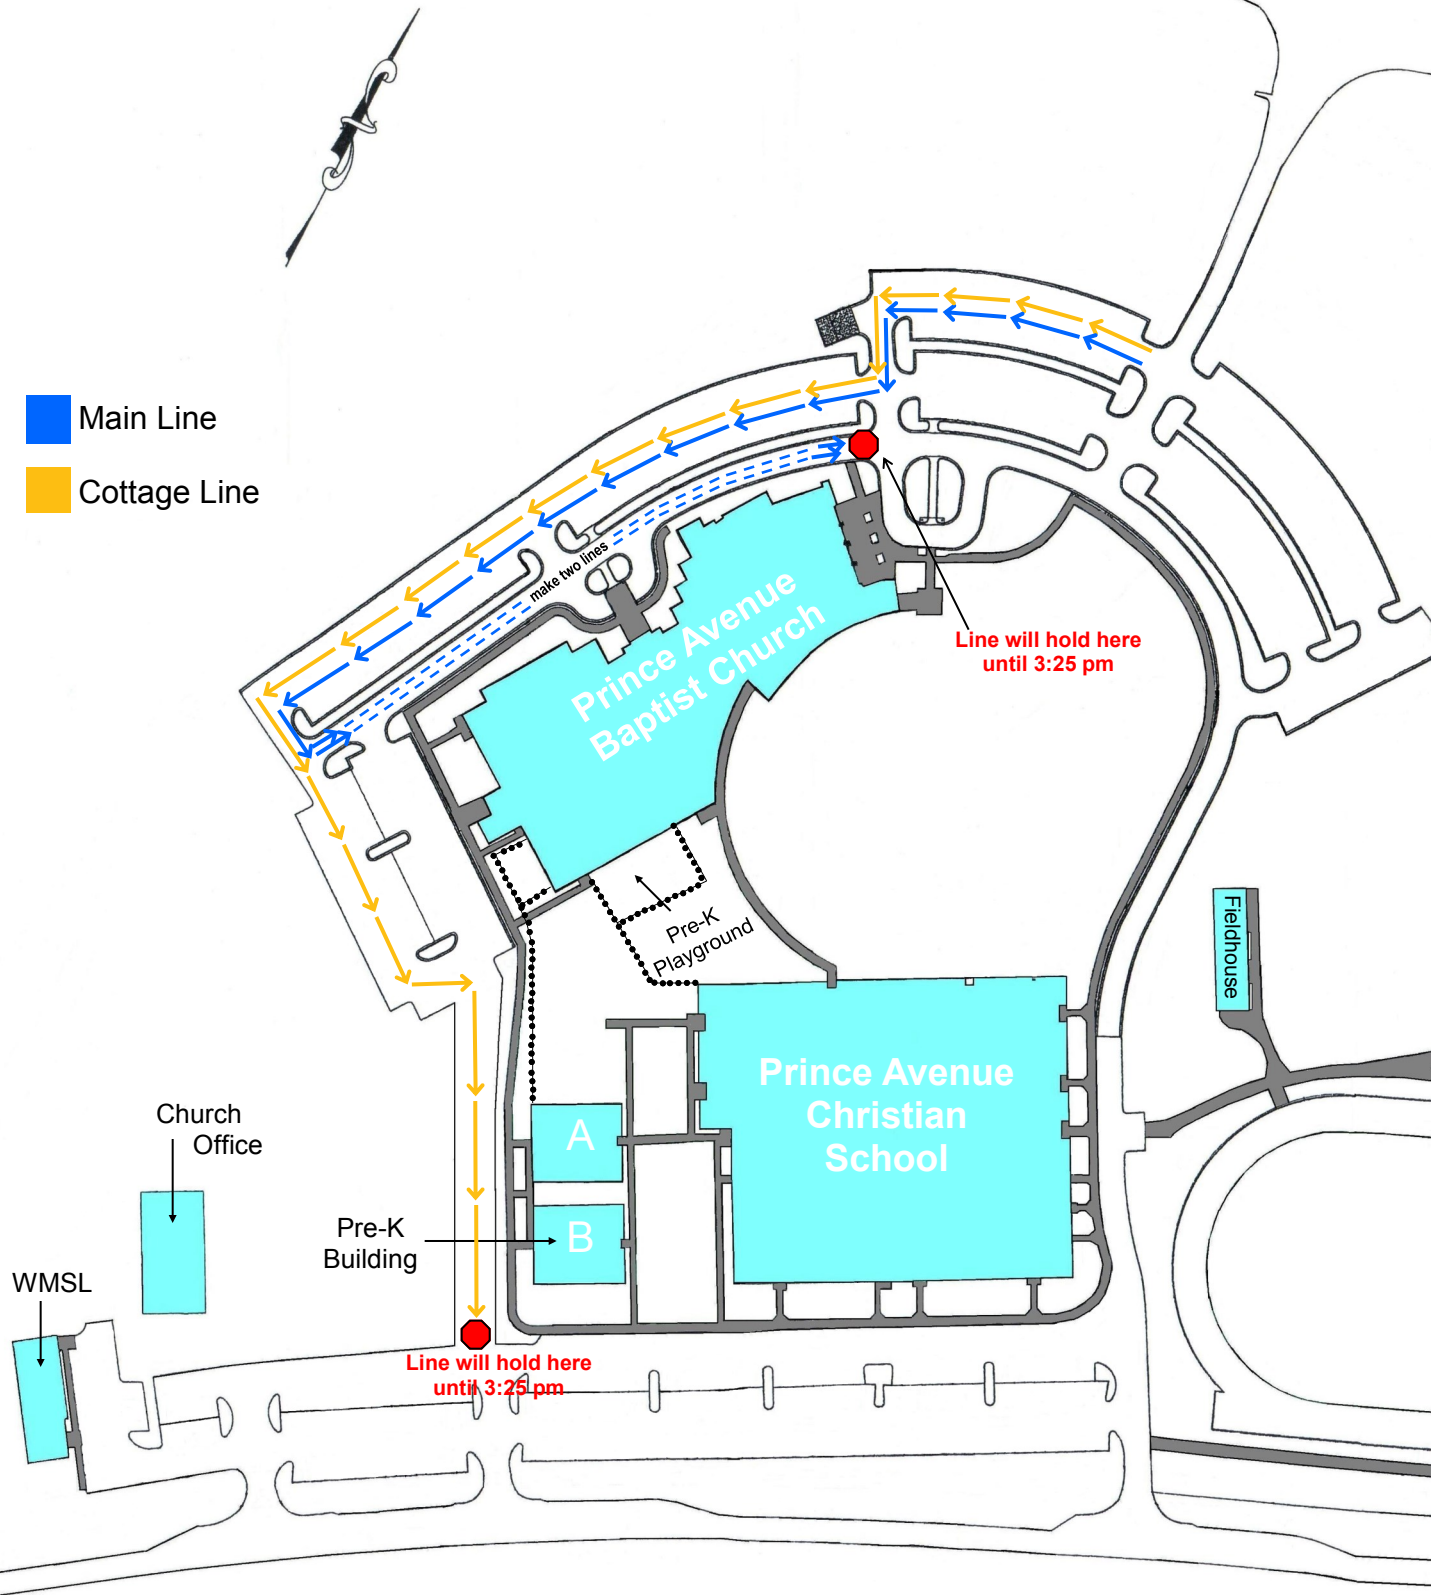 Main Line
Cottage Line
make two lines
Prince Avenue
Baptist Church
Line will hold here
until 3:25 pm
Pre-K
Playground
Fieldhouse
Prince Avenue
Christian
School
A
B
Church
Office
Pre-K
Building
WMSL
Line will hold here
until 3:25 pm